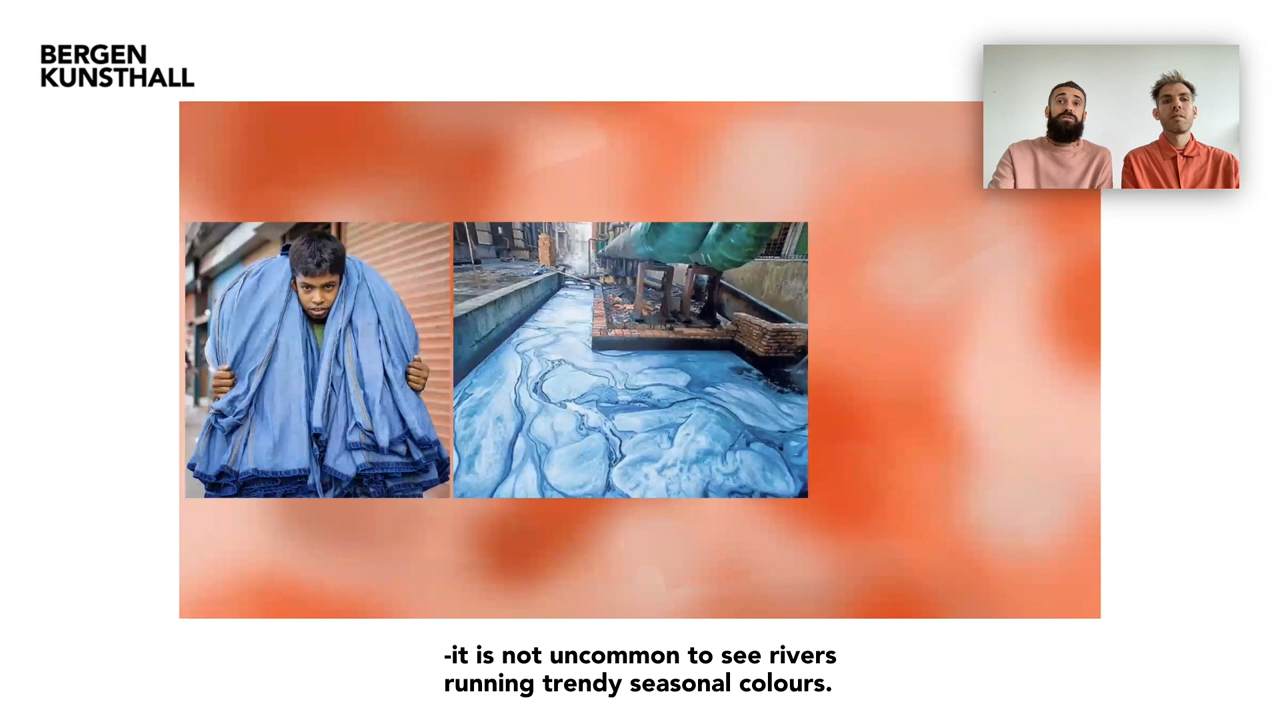 BERGEN
KUNSTHALL
-it is not uncommon to see rivers
running trendy seasonal colours.